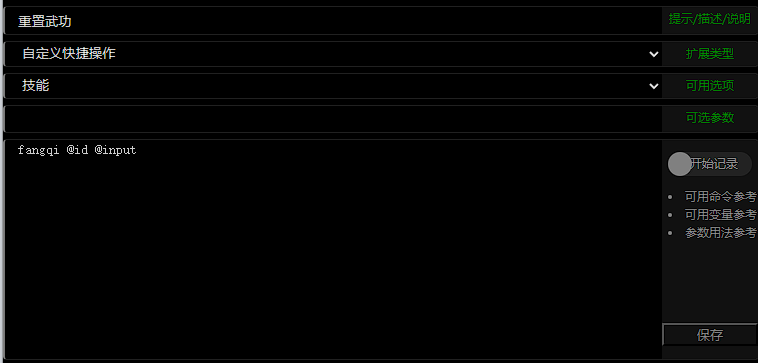 重置武功
提示/描述/说明
自定义快捷操作
扩展类型
技能
可用选项
可选参数
fangqi @id @input
开始记录
可用命令参考
可用变量参考
参数用法参考
保存